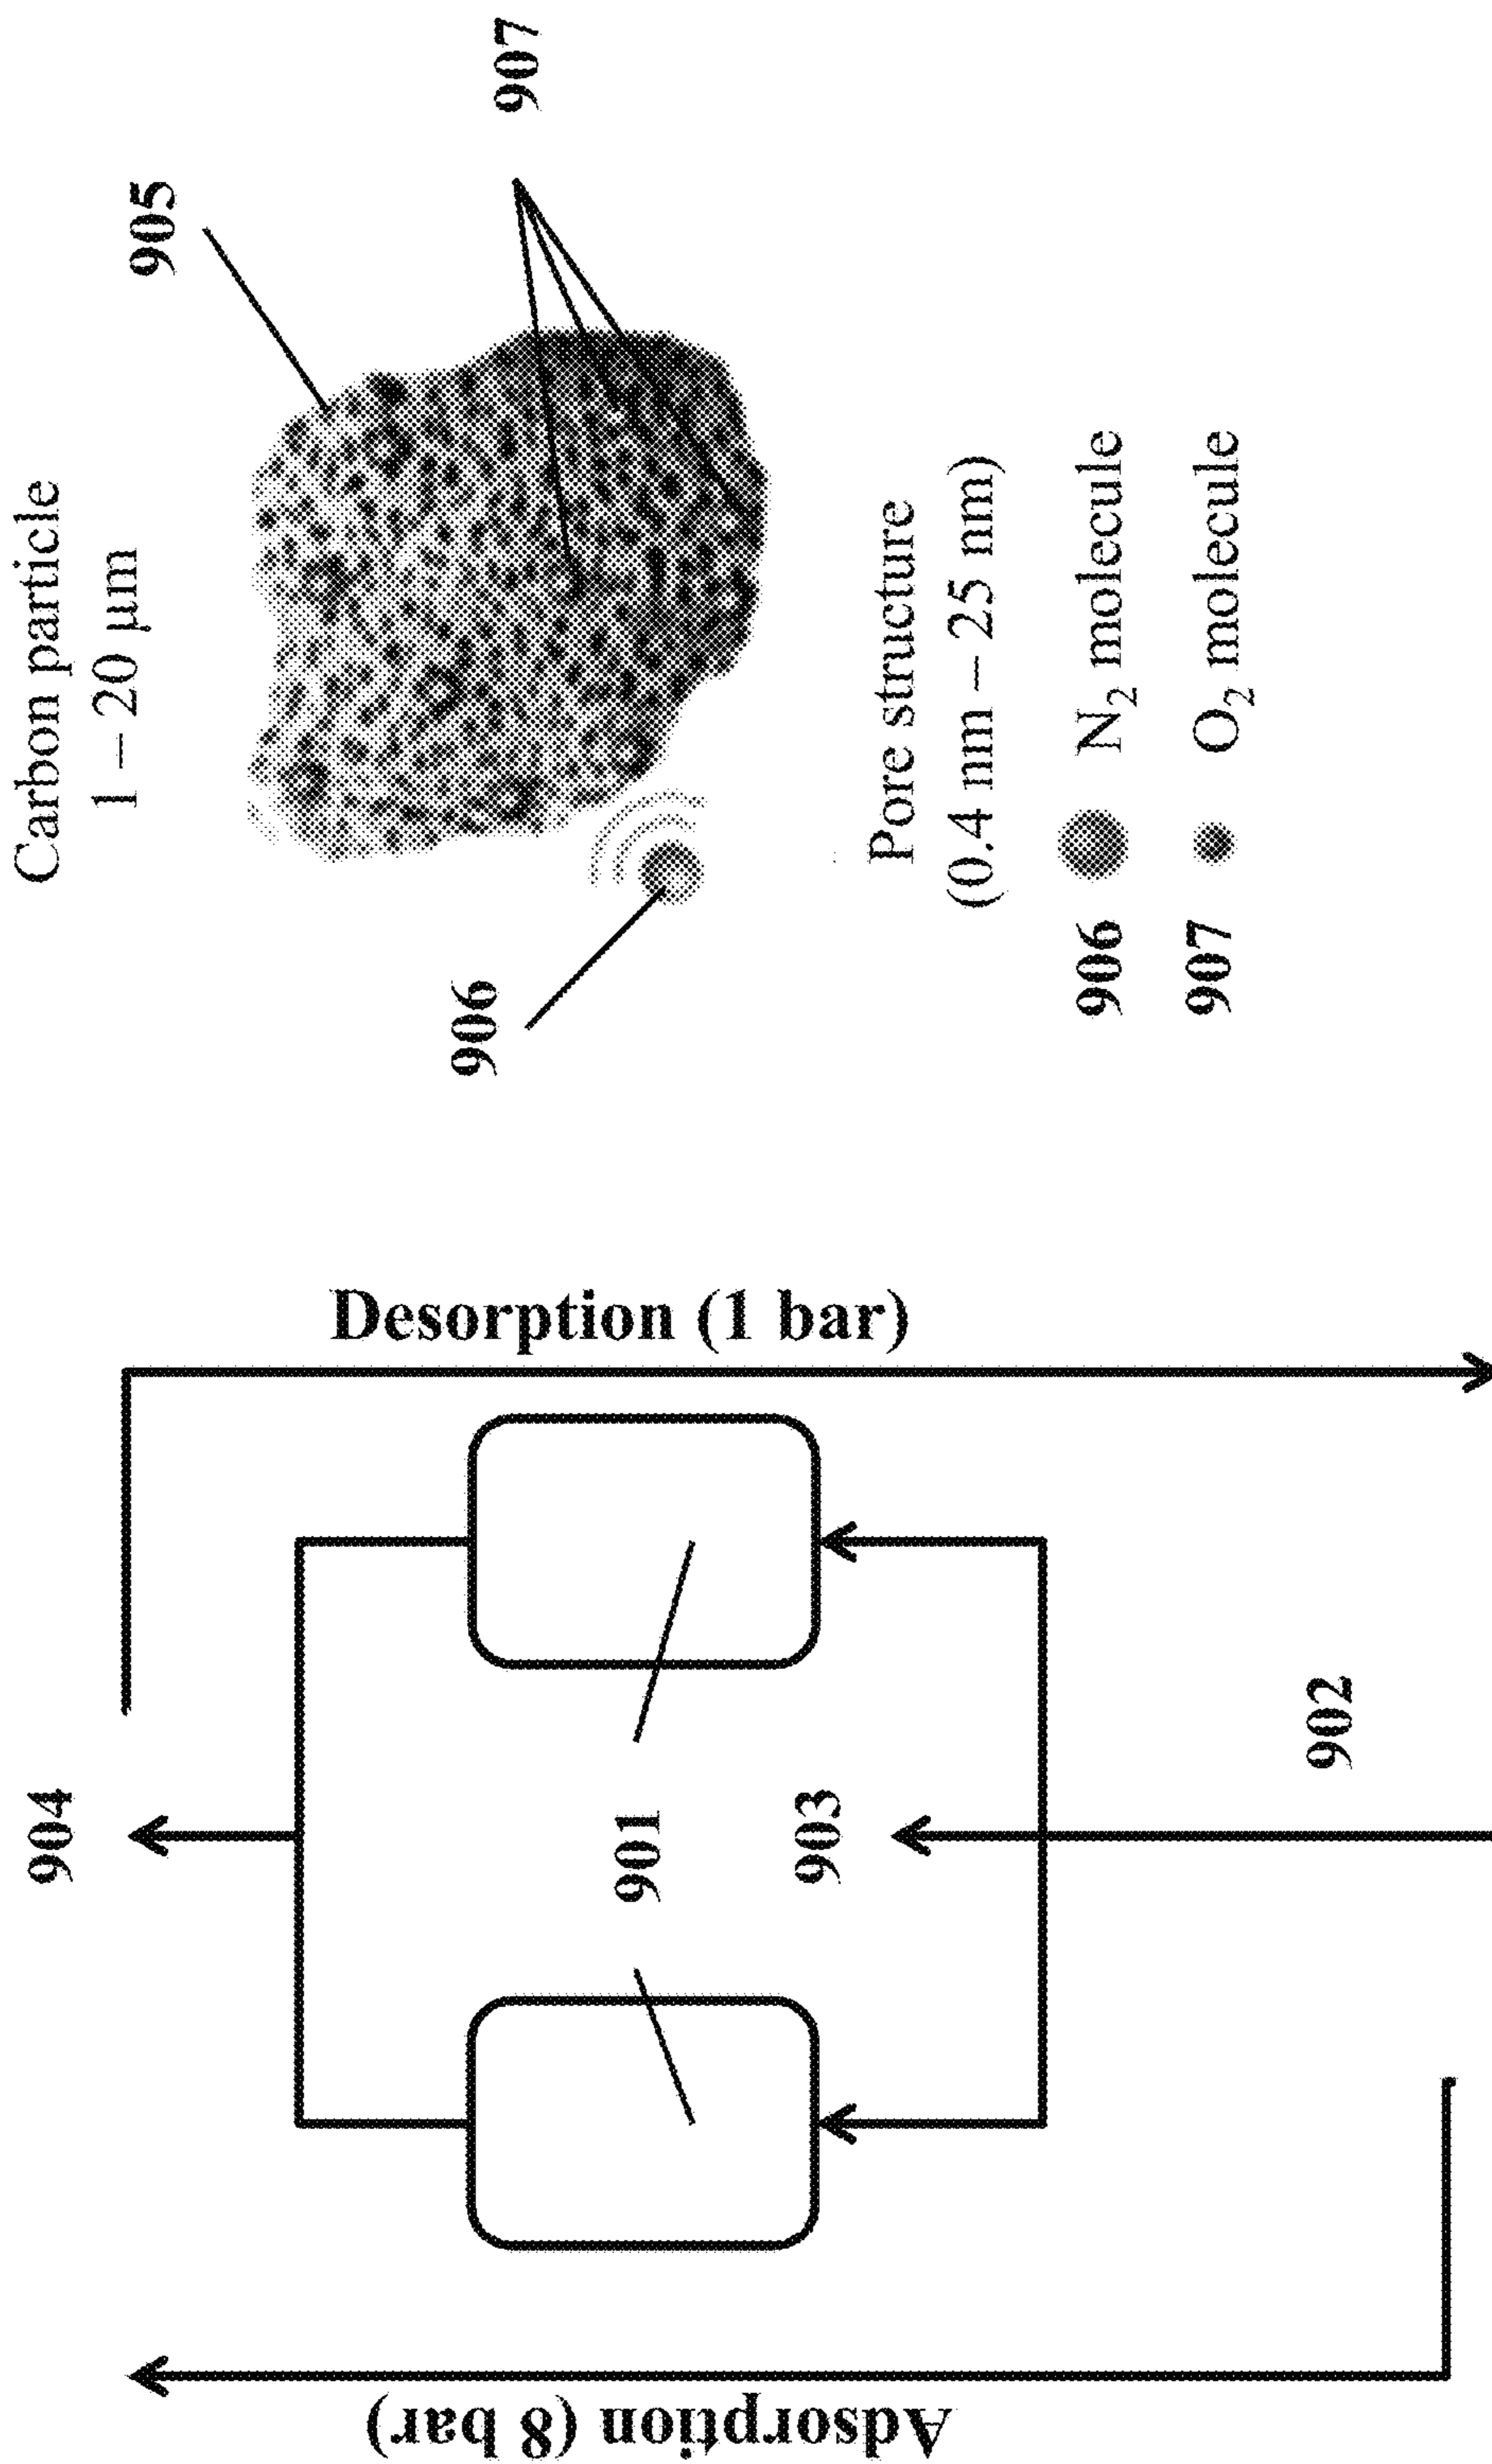 904
901
903
902
Adsorption (8 bar)
Desorption (1 bar)
Carbon particle
1 – 20 μm
905
907
906
Pore structure
(0.4 nm – 25 nm)
906 N₂ molecule
907 O₂ molecule